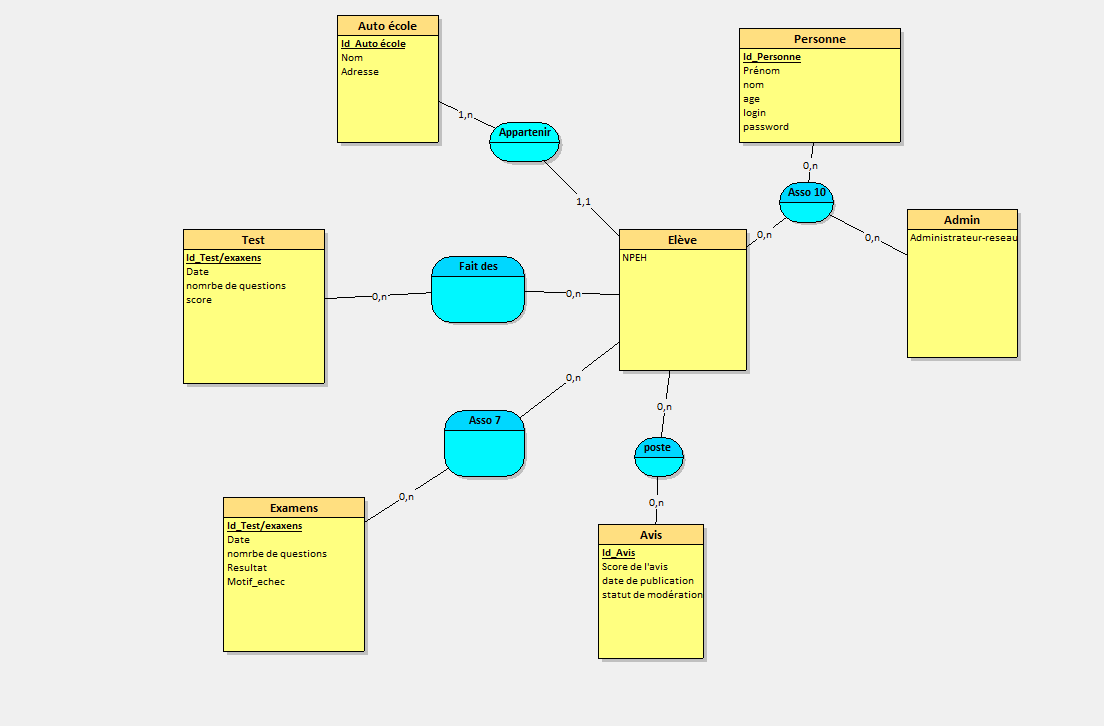 Auto école
Id_Auto école
Nom
Adresse
1,n
Appartenir
1,1
Personne
Id_Personne
Prénom
nom
age
login
password
0,n
Asso 10
0,n
0,n
Admin
Administrateur-reseau
Elève
NPEH
Test
Id_Test/exaxens
Date
nomrbe de questions
score
0,n
Fait des
0,n
0,n
Asso 7
0,n
Examens
Id_Test/exaxens
Date
nomrbe de questions
Resultat
Motif_echec
0,n
poste
0,n
Avis
Id_Avis
Score de l'avis
date de publication
statut de modération